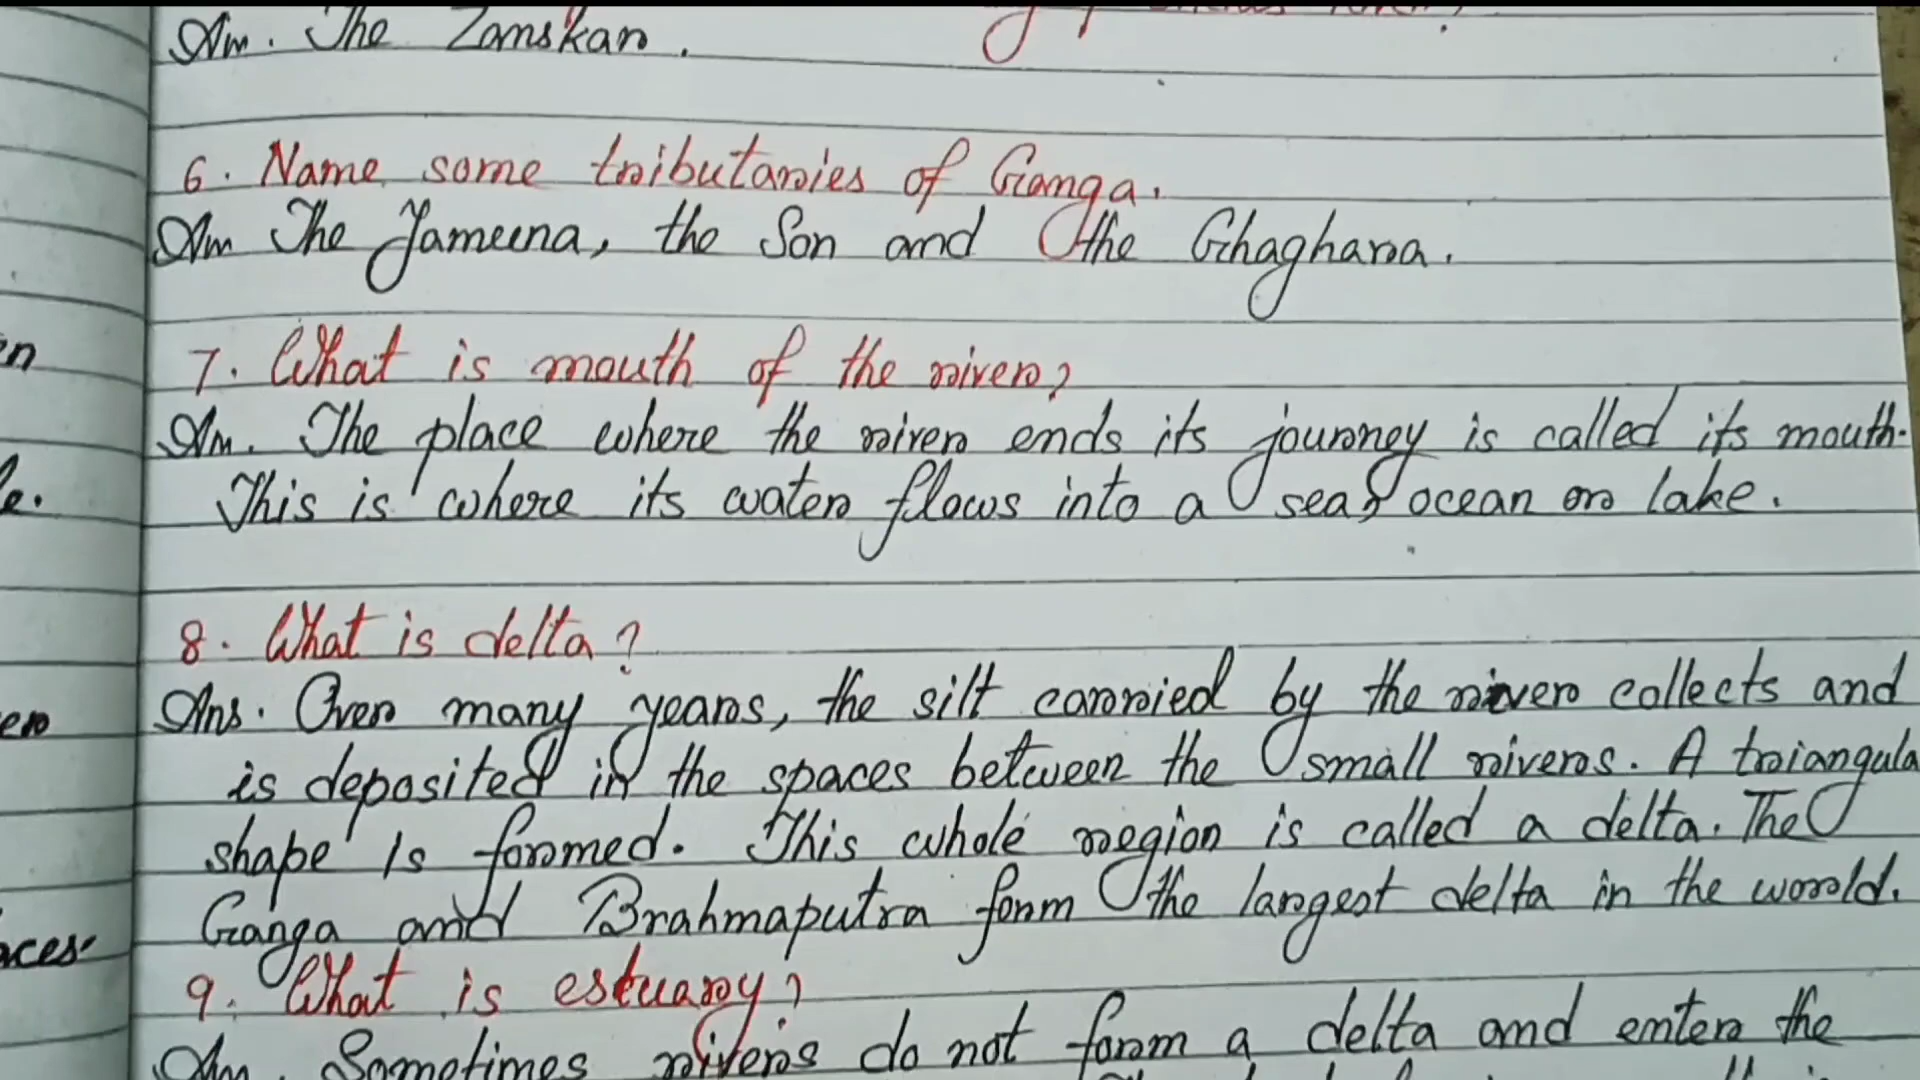 Ans. The Zanskar.
6. Name some tributaries of Ganga.
Ans The Yamuna, the Son and the Ghaghara.
7. What is mouth of the river?
Ans. The place where the river ends its journey is called its mouth.
This is where its water flows into a sea, ocean or lake.
8. What is delta?
Ans. Over many years, the silt carried by the river collects and
is deposited in the spaces between the small rivers. A triangula
shape is formed. This whole region is called a delta. The
Ganga and Brahmaputra form the largest delta in the world.
9. What is estuary?
Ans. Sometimes rivers do not form a delta and enter the